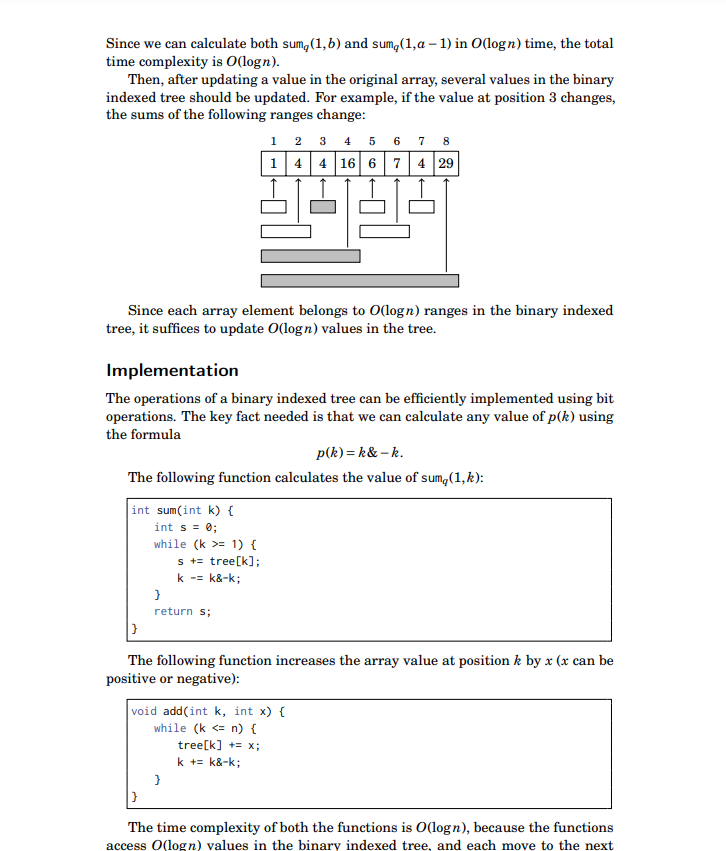 Since we can calculate both sumq(1,b) and sumq(1,a − 1) in O(log n) time, the total
time complexity is O(log n).
Then, after updating a value in the original array, several values in the binary
indexed tree should be updated. For example, if the value at position 3 changes,
the sums of the following ranges change:
1 2 3 4 5 6 7 8
1 4 4 16 6 7 4 29
Since each array element belongs to O(log n) ranges in the binary indexed
tree, it suffices to update O(log n) values in the tree.
Implementation
The operations of a binary indexed tree can be efficiently implemented using bit
operations. The key fact needed is that we can calculate any value of p(k) using
the formula
p(k) = k& − k.
The following function calculates the value of sumq(1,k):
int sum(int k) {
int s = 0;
while (k >= 1) {
s += tree[k];
k -= k&-k;
}
return s;
}
The following function increases the array value at position k by x (x can be
positive or negative):
void add(int k, int x) {
while (k <= n) {
tree[k] += x;
k += k&-k;
}
}
The time complexity of both the functions is O(log n), because the functions
access O(log n) values in the binary indexed tree, and each move to the next